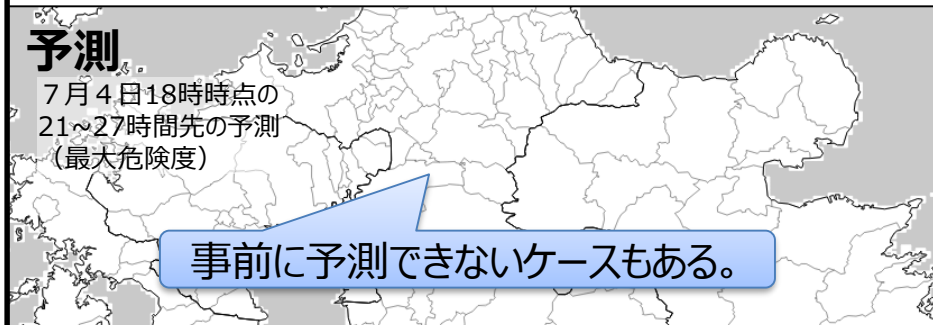 予測
７月４日18時時点の
21~27時間先の予測
（最大危険度）
事前に予測できないケースもある。